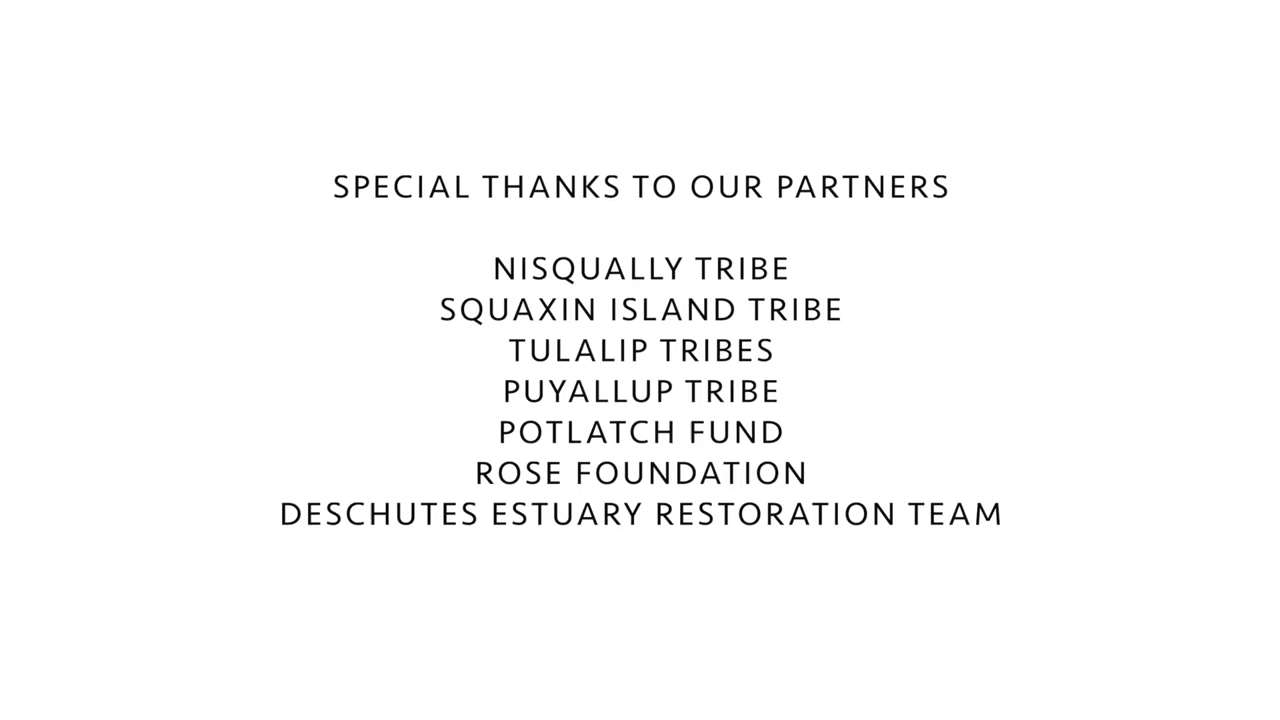 SPECIAL THANKS TO OUR PARTNERS
NISQUALLY TRIBE
SQUAXIN ISLAND TRIBE
TULALIP TRIBES
PUYALLUP TRIBE
POTLATCH FUND
ROSE FOUNDATION
DESCHUTES ESTUARY RESTORATION TEAM